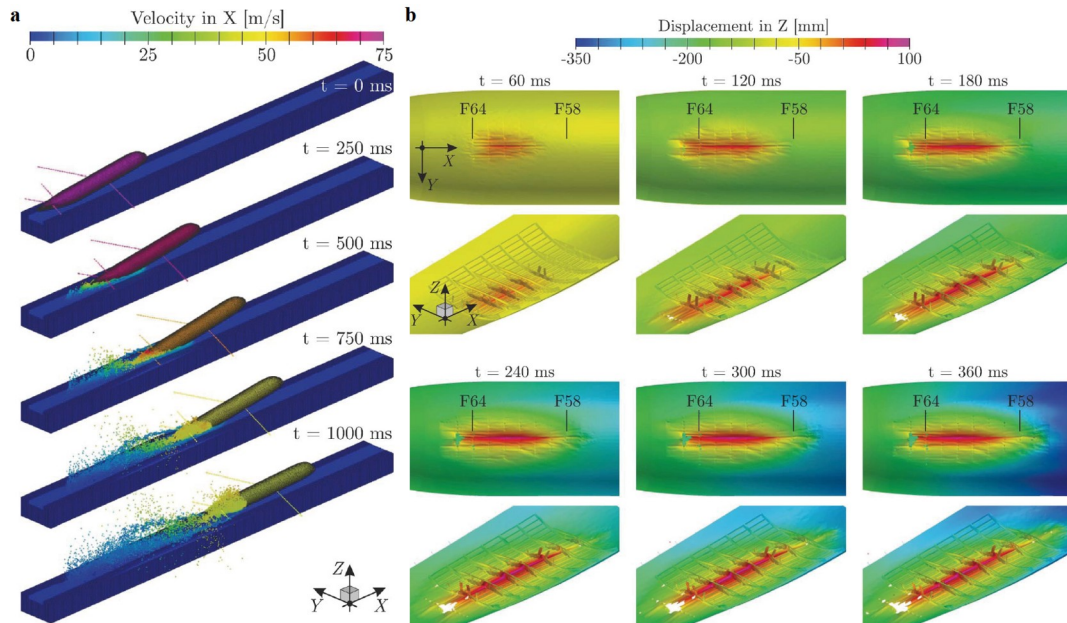 a
Velocity in X [m/s]
0 25 50 75
t = 0 ms
t = 250 ms
t = 500 ms
t = 750 ms
t = 1000 ms
Z
Y X
b
Displacement in Z [mm]
-350 -200 -50 100
t = 60 ms t = 120 ms t = 180 ms
F64 F58 F64 F58 F64 F58
X
Y
Z
Y X
t = 240 ms t = 300 ms t = 360 ms
F64 F58 F64 F58 F64 F58